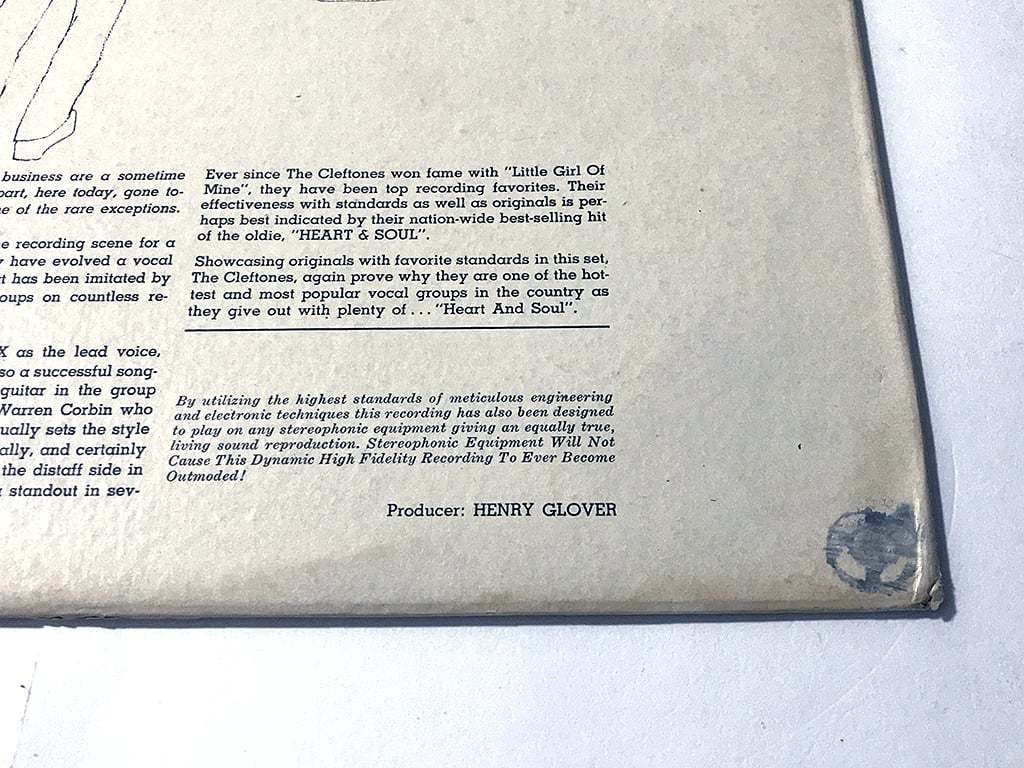 business are a sometime
part, here today, gone to-
of the rare exceptions.
recording scene for a
have evolved a vocal
has been imitated by
on countless re-
X as the lead voice,
so a successful song-
guitar in the group
Warren Corbin who
sets the style
and certainly
the distaff side in
standout in sev-
Ever since The Cleftones won fame with "Little Girl Of
Mine", they have been top recording favorites. Their
effectiveness with standards as well as originals is per-
haps best indicated by their nation-wide best-selling hit
of the oldie, "HEART & SOUL".
Showcasing originals with favorite standards in this set,
The Cleftones, again prove why they are one of the hot-
test and most popular vocal groups in the country as
they give out with plenty of... "Heart And Soul".
By utilizing the highest standards of meticulous engineering
and electronic techniques this recording has also been designed
to play on any stereophonic equipment giving an equally true,
living sound reproduction. Stereophonic Equipment Will Not
Cause This Dynamic High Fidelity Recording To Ever Become
Outmoded!
Producer: HENRY GLOVER